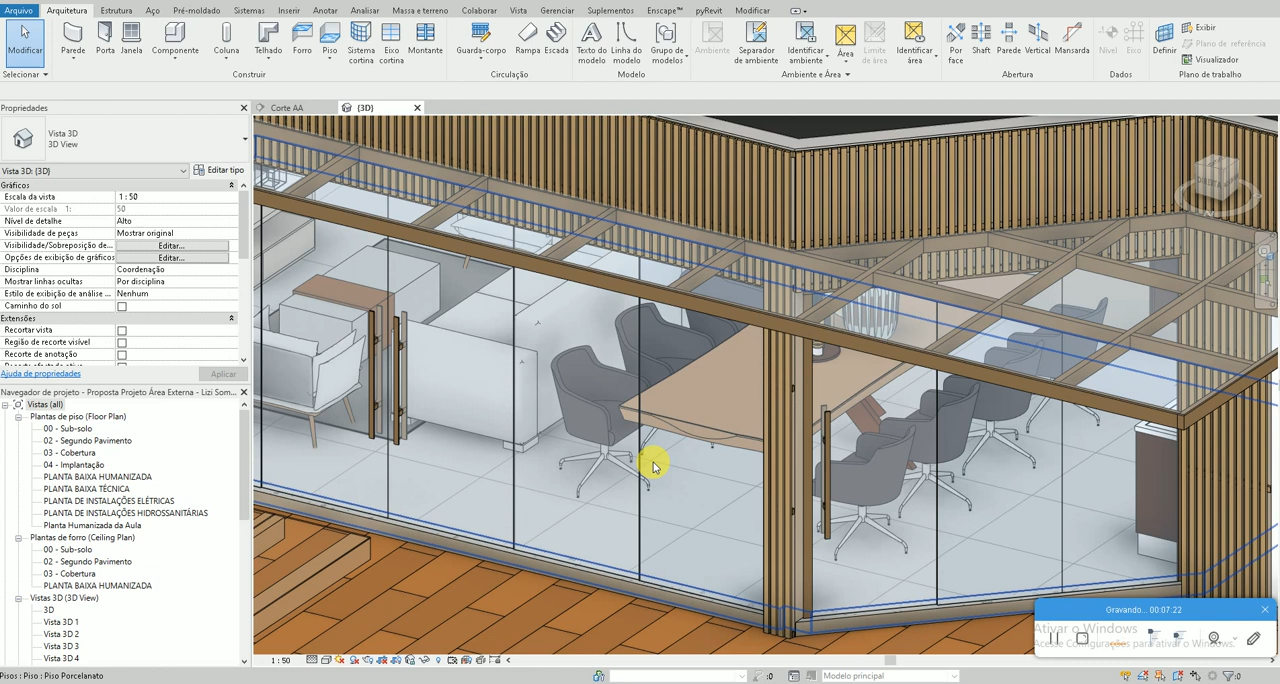 Arquivo Arquitetura Estrutura Aço Pré-moldado Sistemas Inserir Anotar Analisar Massa e terreno Colaborar Vista Gerenciar Suplementos Enscape™ pyRevit Modificar
Modificar Parede Porta Janela Componente Coluna Telhado Forro Piso Sistema cortina Eixo cortina Montante Guarda-corpo Rampa Escada Texto do modelo Linha do modelo Grupo de modelos Ambiente Separador de ambiente Identificar ambiente Área Limite de área Identificar área Por face Shaft Parede Vertical Mansarda Nível Eixo Definir Exibir
Plano de referência
Visualizador
Selecionar Construir Circulação Modelo Ambiente e Área Abertura Dados Plano de trabalho
Propriedades
Corte AA {3D}
Vista 3D
3D View
Vista 3D: {3D} Editar tipo
Gráficos
Escala da vista 1 : 50
Valor de escala 1: 50
Nível de detalhe Alto
Visibilidade de peças Mostrar original
Visibilidade/Sobreposição de... Editar...
Opções de exibição de gráficos Editar...
Disciplina Coordenação
Mostrar linhas ocultas Por disciplina
Estilo de exibição de análise ... Nenhum
Caminho do sol
Extensões
Recortar vista
Região de recorte visível
Recorte de anotação
Ajuda de propriedades Aplicar
Navegador de projeto - Proposta Projeto Área Externa - Lizi Som...
Vistas (all)
Plantas de piso (Floor Plan)
00 - Sub-solo
02 - Segundo Pavimento
03 - Cobertura
04 - Implantação
PLANTA BAIXA HUMANIZADA
PLANTA BAIXA TÉCNICA
PLANTA DE INSTALAÇÕES ELÉTRICAS
PLANTA DE INSTALAÇÕES HIDROSSANITÁRIAS
Planta Humanizada da Aula
Plantas de forro (Ceiling Plan)
00 - Sub-solo
02 - Segundo Pavimento
03 - Cobertura
PLANTA BAIXA HUMANIZADA
Vistas 3D (3D View)
3D
Vista 3D 1
Vista 3D 2
Vista 3D 3
Vista 3D 4
Gravando... 00:07:22
Ativar o Windows
Acesse Configurações para ativar o Windows.
1 : 50
Pisos : Piso : Piso Porcelanato
:0
Modelo principal
:0